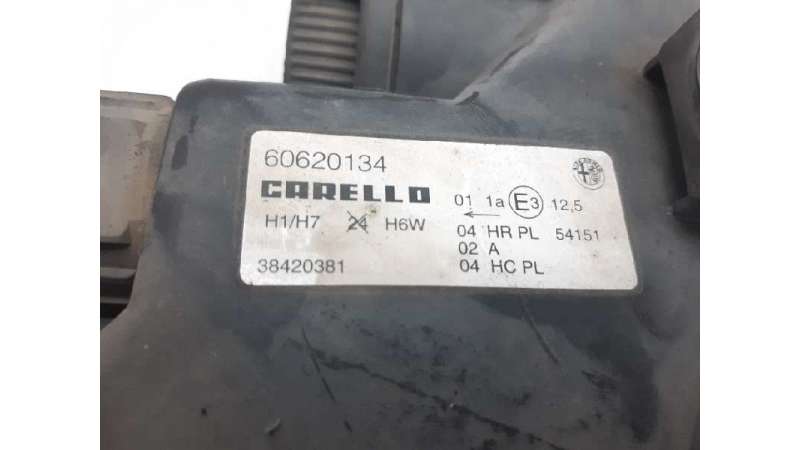 60620134
CARELLO 01 1a E3 12,5
H1/H7 24 H6W 04 HR PL 54151
02 A
38420381 04 HC PL